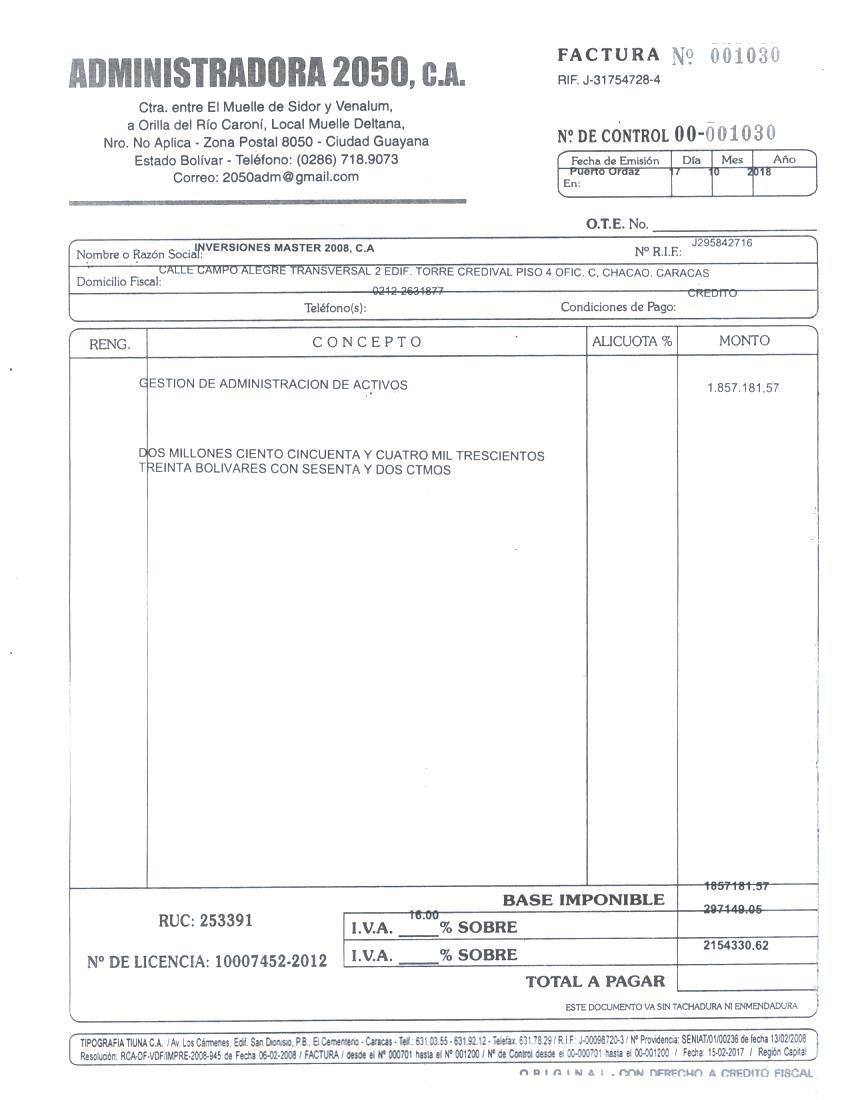 ADMINISTRADORA 2050, C.A.
Ctra. entre El Muelle de Sidor y Venalum,
a Orilla del Río Caroní, Local Muelle Deltana,
Nro. No Aplica - Zona Postal 8050 - Ciudad Guayana
Estado Bolívar - Teléfono: (0286) 718.9073
Correo: 2050adm@gmail.com
FACTURA Nº 001030
RIF. J-31754728-4
Nº DE CONTROL 00-001030
Fecha de Emisión Día Mes Año
Puerto Ordaz 17 10 2018
En:
O.T.E. No.
Nombre o Razón Social: INVERSIONES MASTER 2008, C.A Nº R.I.F.: J295842716
Domicilio Fiscal: CALLE CAMPO ALEGRE TRANSVERSAL 2 EDIF. TORRE CREDIVAL PISO 4 OFIC. C, CHACAO. CARACAS
Teléfono(s): 0212-2631877 Condiciones de Pago: CREDITO
RENG. CONCEPTO ALICUOTA % MONTO
GESTION DE ADMINISTRACION DE ACTIVOS 1.857.181,57
DOS MILLONES CIENTO CINCUENTA Y CUATRO MIL TRESCIENTOS
TREINTA BOLIVARES CON SESENTA Y DOS CTMOS
BASE IMPONIBLE 1857181.57
RUC: 253391
I.V.A. 16.00 % SOBRE 297149.05
Nº DE LICENCIA: 10007452-2012
I.V.A. ____% SOBRE 2154330.62
TOTAL A PAGAR
ESTE DOCUMENTO VA SIN TACHADURA NI ENMENDADURA
TIPOGRAFIA TIUNA C.A. / Av. Los Cármenes, Edif. San Dionisio, P.B., El Cementerio - Caracas - Telf.: 631.03.55 - 631.92.12 - Telefax. 631.78.29 / R.I.F.: J-00098720-3 / Nº Providencia: SENIAT/01/00236 de fecha 13/02/2008
Resolución: RCA-DF-VDF/IMPRE-2008-945 de Fecha 06-02-2008 / FACTURA / desde el Nº 000701 hasta el Nº 001200 / Nº de Control desde el 00-000701 hasta el 00-001200 / Fecha: 15-02-2017 / Región Capital
ORIGINAL - CON DERECHO A CREDITO FISCAL